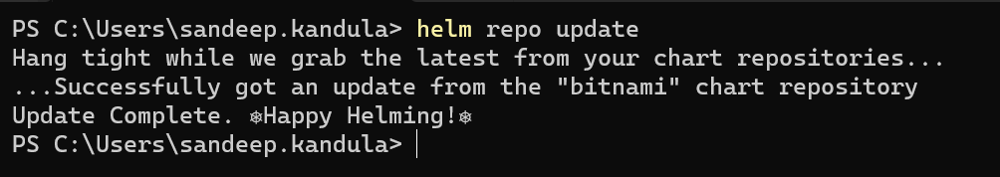 PS C:\Users\sandeep.kandula> helm repo update
Hang tight while we grab the latest from your chart repositories...
...Successfully got an update from the "bitnami" chart repository
Update Complete. ⎈Happy Helming!⎈
PS C:\Users\sandeep.kandula>